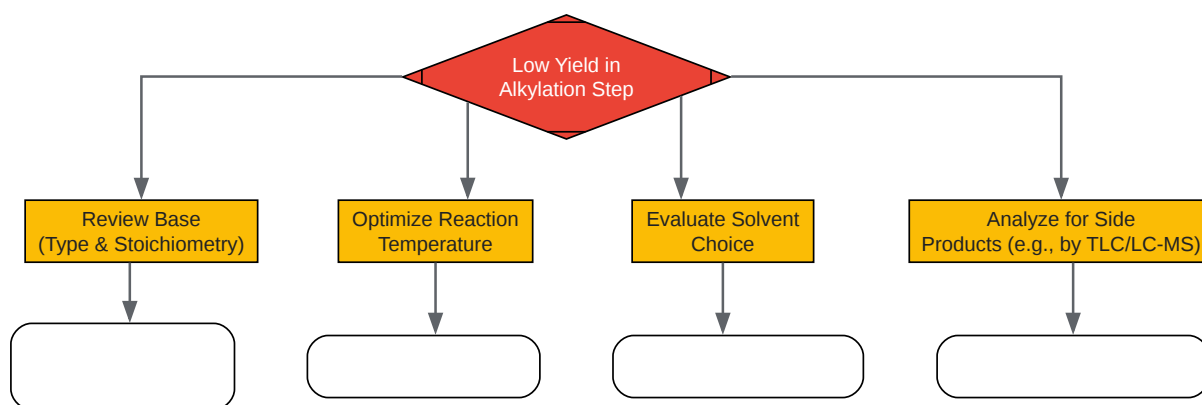 Low Yield in
Alkylation Step
Review Base
(Type & Stoichiometry)
Optimize Reaction
Temperature
Evaluate Solvent
Choice
Analyze for Side
Products (e.g., by TLC/LC-MS)